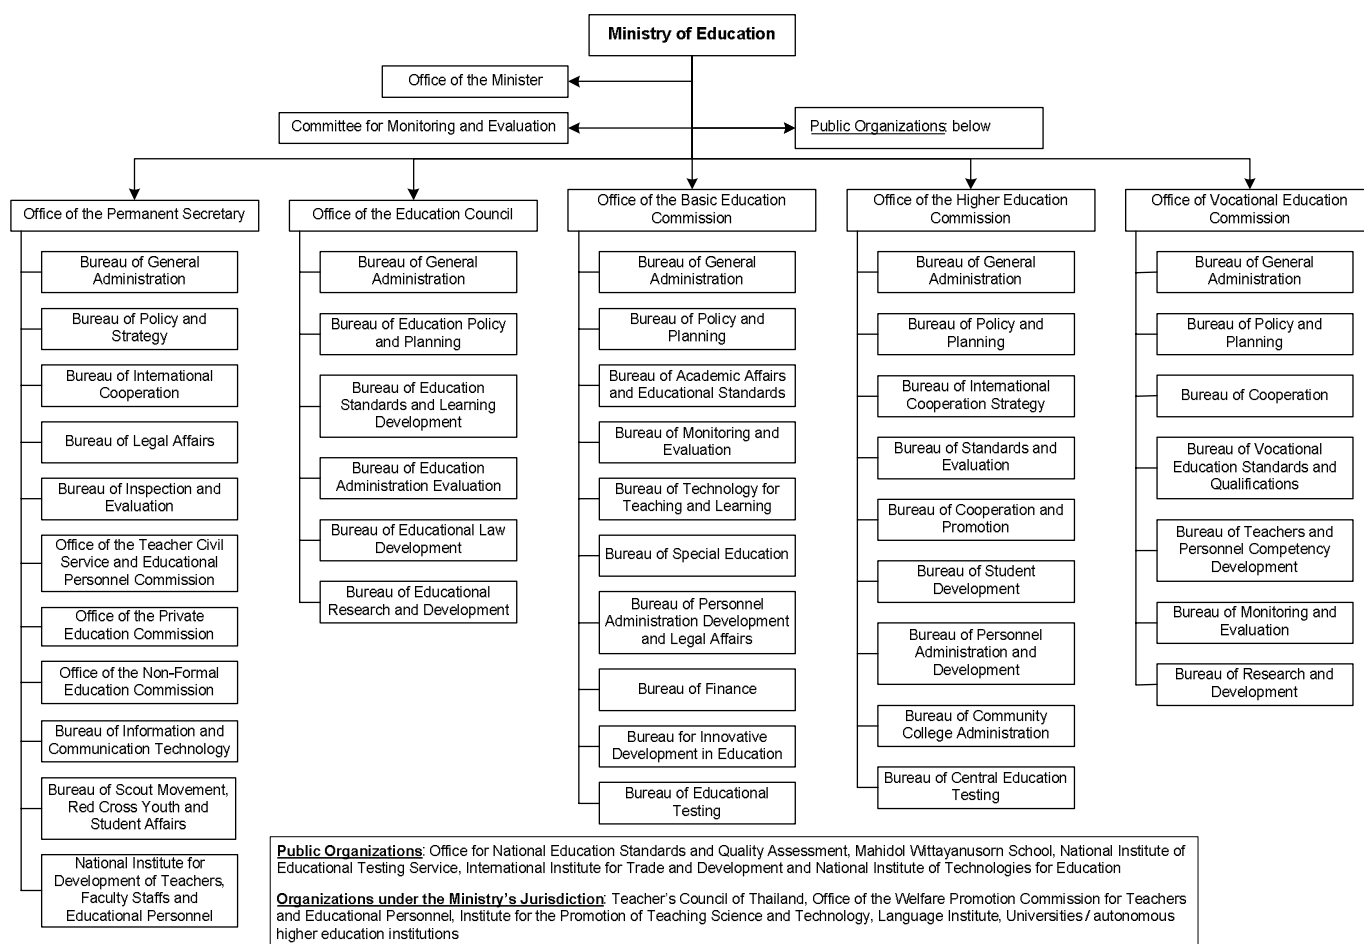 Ministry of Education
Office of the Minister
Committee for Monitoring and Evaluation
Public Organizations: below
Office of the Permanent Secretary
Bureau of General
Administration
Bureau of Policy and
Strategy
Bureau of International
Cooperation
Bureau of Legal Affairs
Bureau of Inspection and
Evaluation
Office of the Teacher Civil
Service and Educational
Personnel Commission
Office of the Private
Education Commission
Office of the Non-Formal
Education Commission
Bureau of Information and
Communication Technology
Bureau of Scout Movement,
Red Cross Youth and
Student Affairs
National Institute for
Development of Teachers,
Faculty Staffs and
Educational Personnel
Office of the Education Council
Bureau of General
Administration
Bureau of Education Policy
and Planning
Bureau of Education
Standards and Learning
Development
Bureau of Education
Administration Evaluation
Bureau of Educational Law
Development
Bureau of Educational
Research and Development
Office of the Basic Education
Commission
Bureau of General
Administration
Bureau of Policy and
Planning
Bureau of Academic Affairs
and Educational Standards
Bureau of Monitoring and
Evaluation
Bureau of Technology for
Teaching and Learning
Bureau of Special Education
Bureau of Personnel
Administration Development
and Legal Affairs
Bureau of Finance
Bureau for Innovative
Development in Education
Bureau of Educational
Testing
Office of the Higher Education
Commission
Bureau of General
Administration
Bureau of Policy and
Planning
Bureau of International
Cooperation Strategy
Bureau of Standards and
Evaluation
Bureau of Cooperation and
Promotion
Bureau of Student
Development
Bureau of Personnel
Administration and
Development
Bureau of Community
College Administration
Bureau of Central Education
Testing
Office of Vocational Education
Commission
Bureau of General
Administration
Bureau of Policy and
Planning
Bureau of Cooperation
Bureau of Vocational
Education Standards and
Qualifications
Bureau of Teachers and
Personnel Competency
Development
Bureau of Monitoring and
Evaluation
Bureau of Research and
Development
Public Organizations: Office for National Education Standards and Quality Assessment, Mahidol Wittayanusorn School, National Institute of
Educational Testing Service, International Institute for Trade and Development and National Institute of Technologies for Education
Organizations under the Ministry's Jurisdiction: Teacher's Council of Thailand, Office of the Welfare Promotion Commission for Teachers
and Educational Personnel, Institute for the Promotion of Teaching Science and Technology, Language Institute, Universities / autonomous
higher education institutions